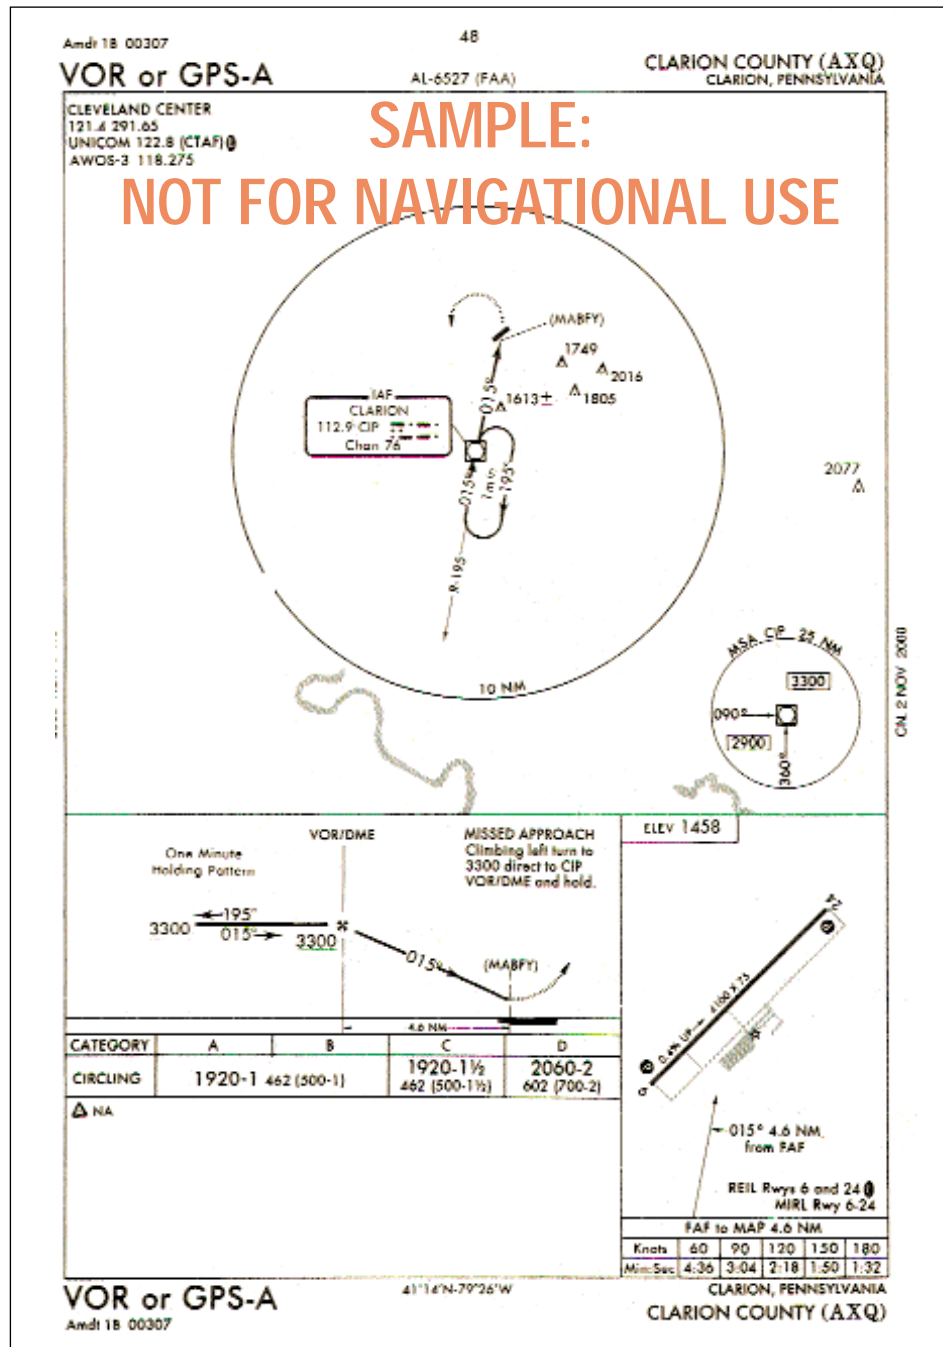 48
Amdt 1B 00307
VOR or GPS-A
AL-6527 (FAA)
CLARION COUNTY (AXQ)
CLARION, PENNSYLVANIA
CLEVELAND CENTER
121.4 291.65
UNICOM 122.8 (CTAF)
AWOS-3 118.275
SAMPLE:
NOT FOR NAVIGATIONAL USE
(MABFY)
1749
2016
1805
1613±
015°
IAF
CLARION
112.9 CIP
Chan 76
015°
1 min
195°
R-195
2077
10 NM
MSA CIP 25 NM
3300
090°
2900
360°
2 NOV 2000
VOR/DME
One Minute
Holding Pattern
MISSED APPROACH
Climbing left turn to
3300 direct to CIP
VOR/DME and hold.
195°
3300
015°
3300
015°
(MABFY)
4.6 NM
CATEGORY A B C D
CIRCLING 1920-1 462 (500-1) 1920-1½ 462 (500-1½) 2060-2 602 (700-2)
NA
ELEV 1458
24
4100 X 75
0.4% UP
6
015° 4.6 NM
from FAF
REIL Rwys 6 and 24
MIRL Rwy 6-24
FAF to MAP 4.6 NM
Knots 60 90 120 150 180
Min:Sec 4:36 3:04 2:18 1:50 1:32
VOR or GPS-A
Amdt 1B 00307
41°14'N-79°26'W
CLARION, PENNSYLVANIA
CLARION COUNTY (AXQ)